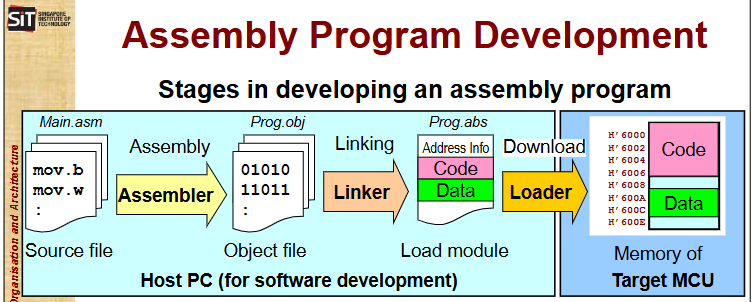 SiT SINGAPORE
INSTITUTE OF
TECHNOLOGY
Assembly Program Development
Stages in developing an assembly program
Main.asm
mov.b
mov.w
:
Source file
Assembly
Assembler
Prog.obj
01010
11011
:
Object file
Linking
Linker
Prog.abs
Address Info
Code
Data
Load module
Download
Loader
H'6000
H'6002
H'6004
H'6006
H'6008
H'600A
H'600C
H'600E
Code
Data
Memory of
Target MCU
Host PC (for software development)
Organisation and Architecture